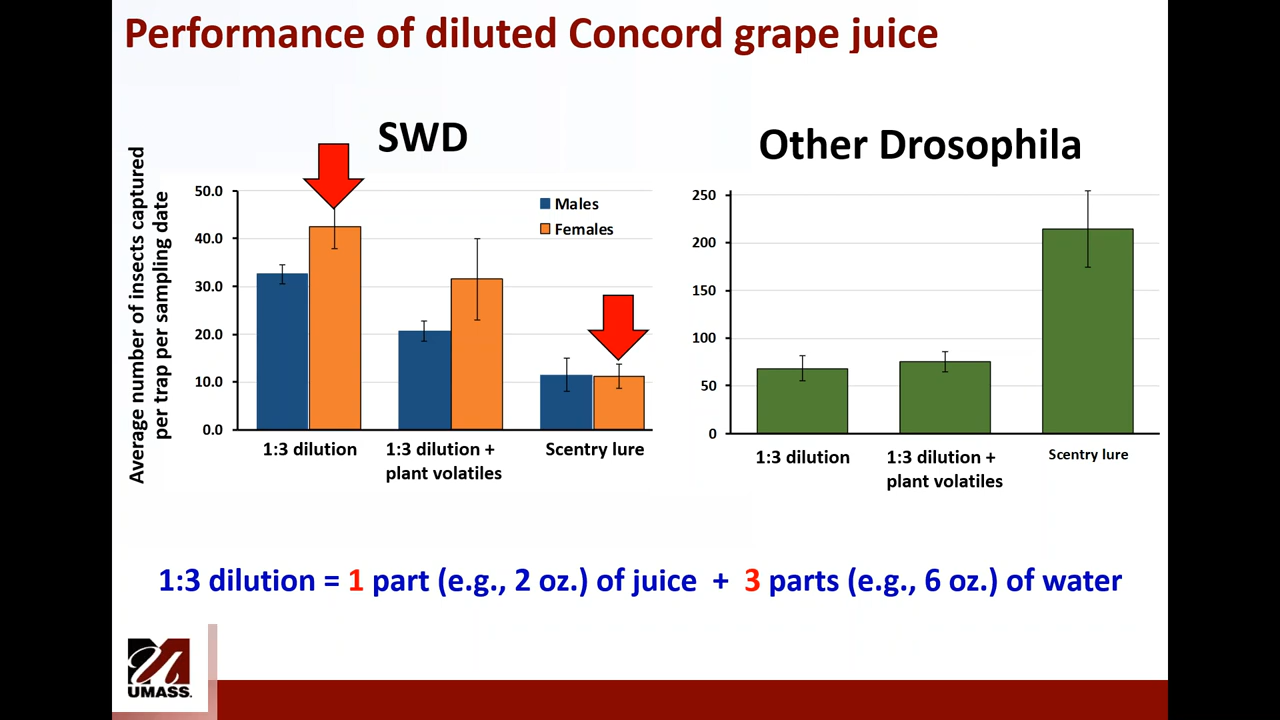 Performance of diluted Concord grape juice
SWD
Average number of insects captured
per trap per sampling date
50.0
40.0
30.0
20.0
10.0
0.0
Males
Females
1:3 dilution
1:3 dilution +
plant volatiles
Scentry lure
Other Drosophila
250
200
150
100
50
0
1:3 dilution
1:3 dilution +
plant volatiles
Scentry lure
1:3 dilution = 1 part (e.g., 2 oz.) of juice + 3 parts (e.g., 6 oz.) of water
UMASS.